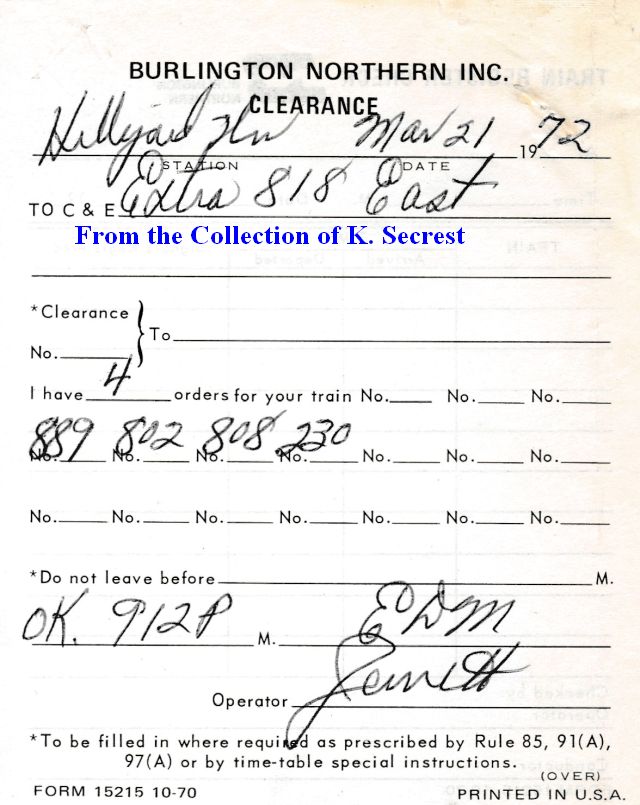 BURLINGTON NORTHERN INC.
CLEARANCE
Hillyard Mar 21 1972
STATION DATE
TO C & E Extra 818 East
From the Collection of K. Secrest
*Clearance
No. To
I have 4 orders for your train No. No. No.
889 802 808 230
No. No. No. No. No. No. No.
No. No. No. No. No. No. No.
*Do not leave before M.
OK. 912 P M. EDM
Operator
*To be filled in where required as prescribed by Rule 85, 91(A),
97(A) or by time-table special instructions.
(OVER)
FORM 15215 10-70 PRINTED IN U.S.A.